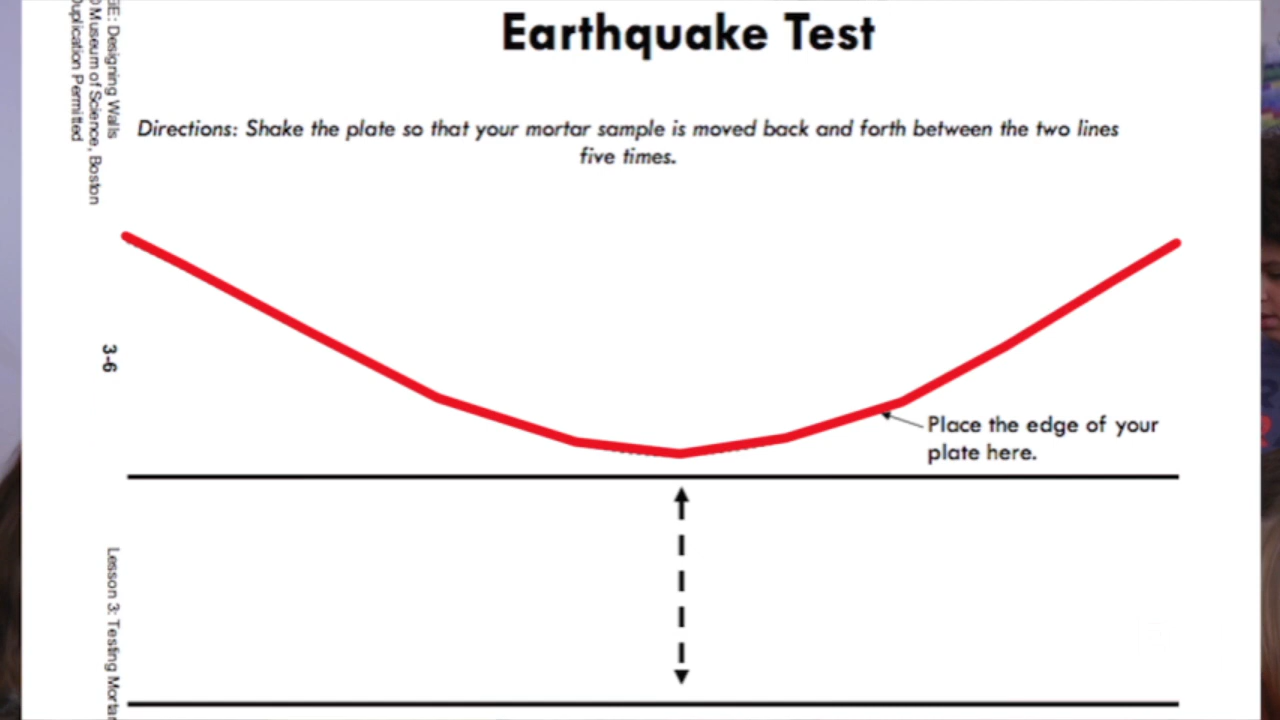 Earthquake Test
Directions: Shake the plate so that your mortar sample is moved back and forth between the two lines
five times.
Place the edge of your
plate here.
: Designing Walls
Museum of Science, Boston
Permitted
3-6
Lesson 3: Testing